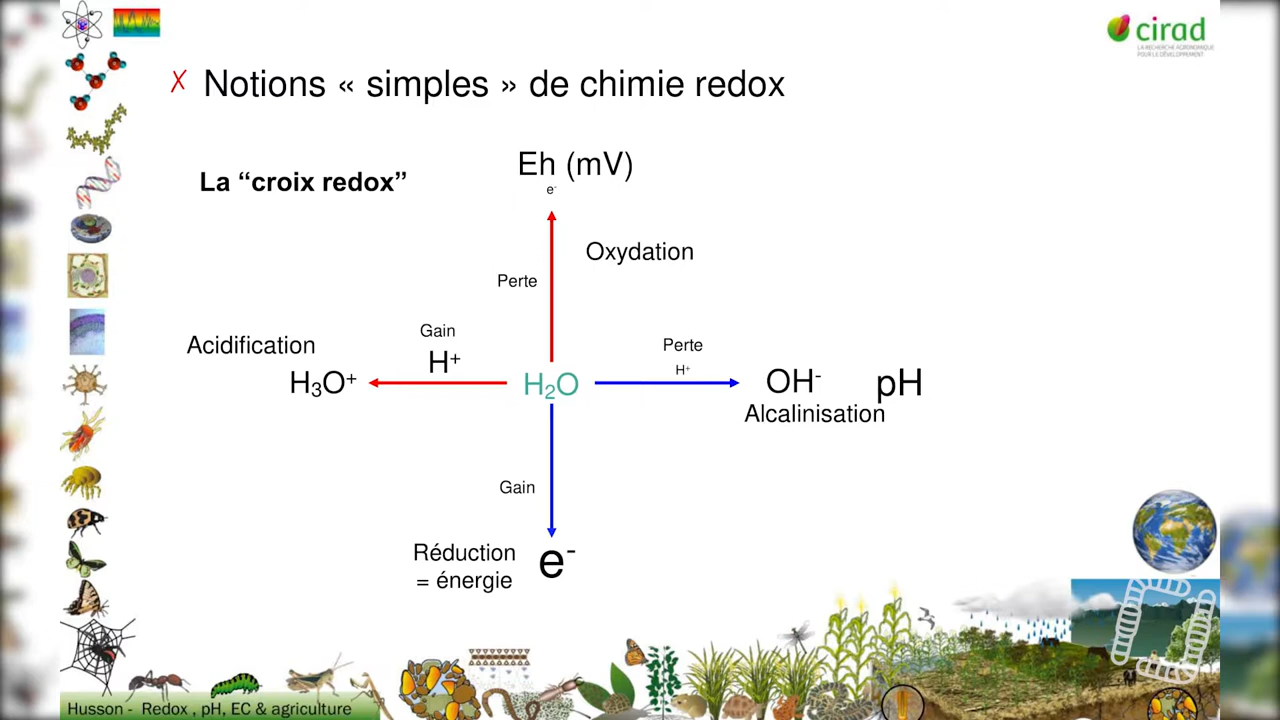 cirad
LA RECHERCHE AGRONOMIQUE
POUR LE DÉVELOPPEMENT
X Notions « simples » de chimie redox
La “croix redox”
Eh (mV)
e-
Oxydation
Perte
Acidification
Gain
H+
H3O+
H2O
Perte
H+
OH-
pH
Alcalinisation
Gain
Réduction
= énergie
e-
Husson - Redox , pH, EC & agriculture